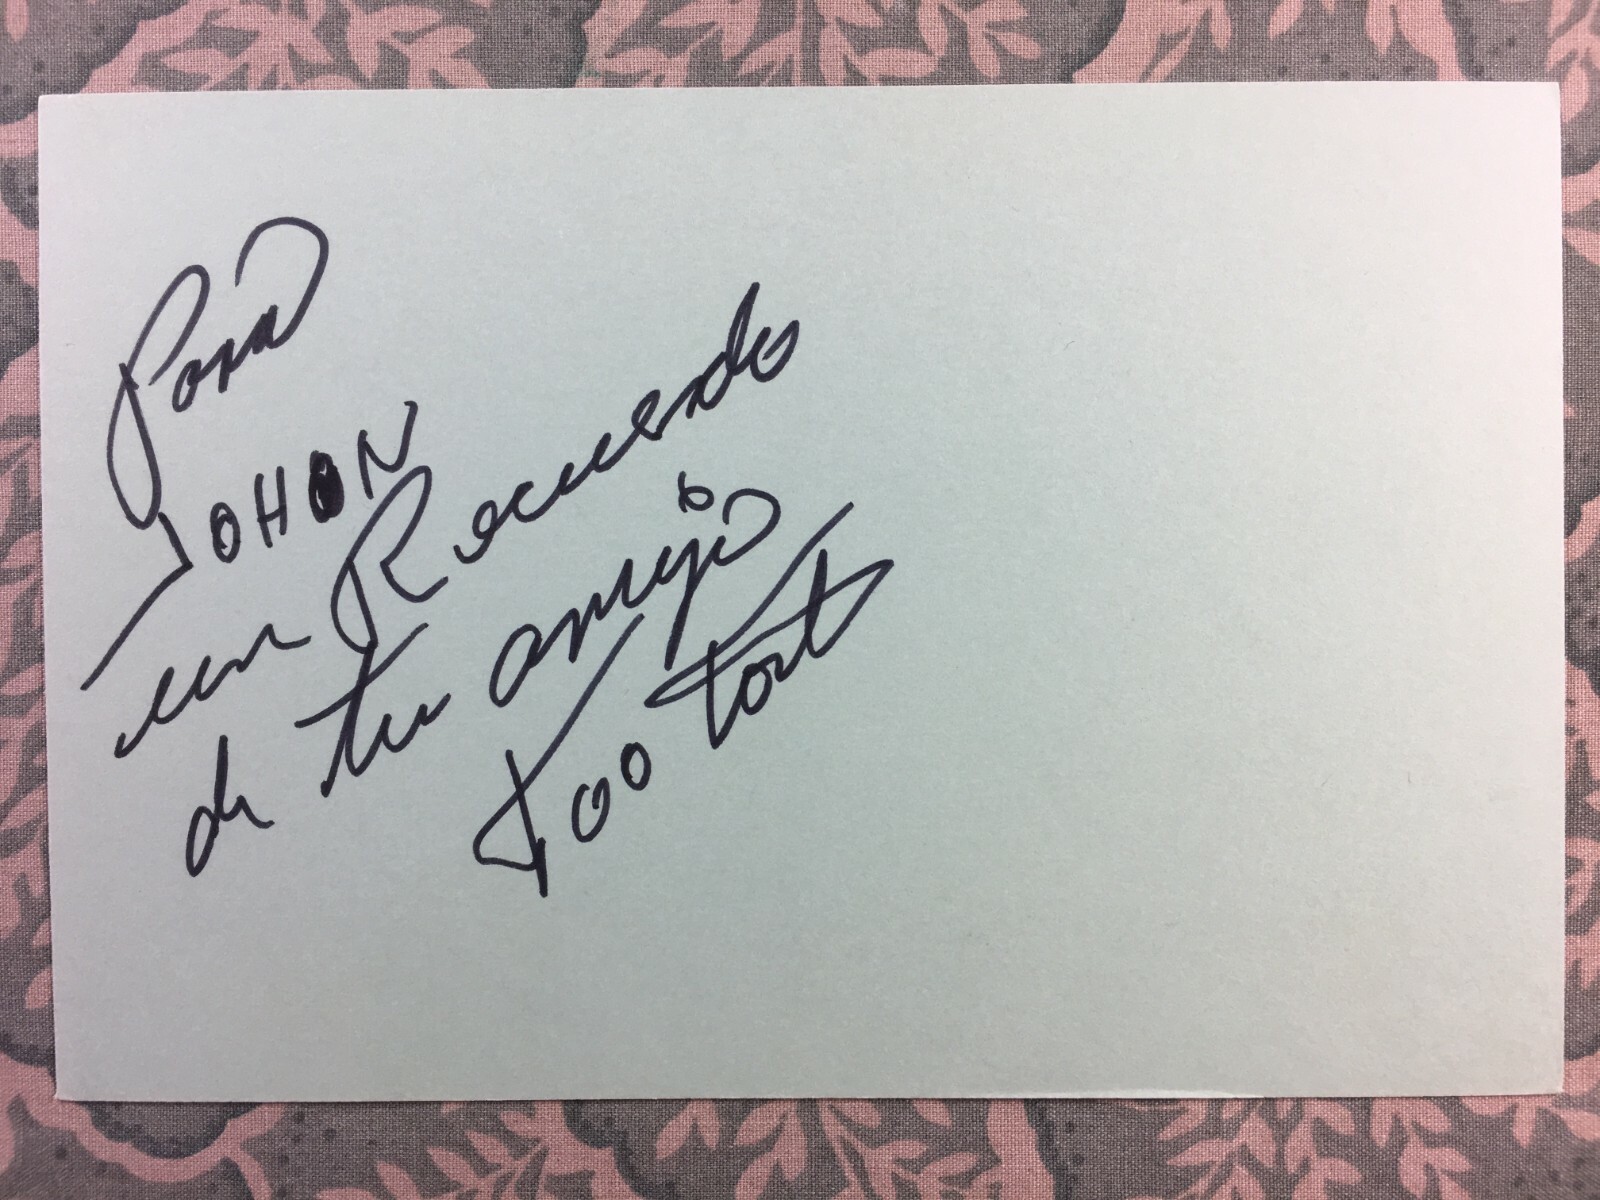 Para
JOHON
un Recuerdo
de tu amigo